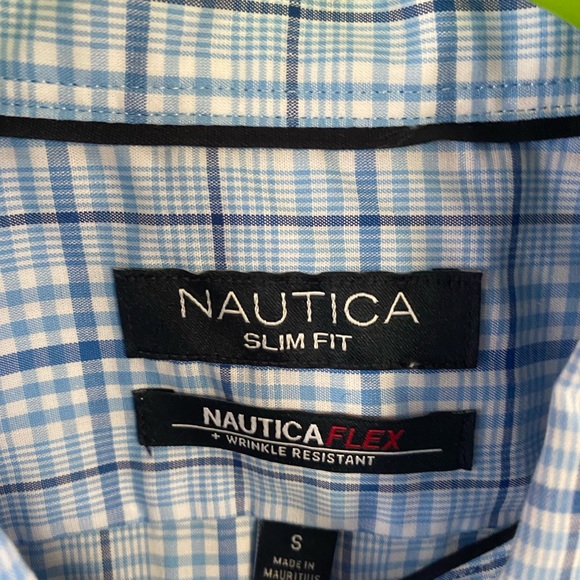 NAUTICA
SLIM FIT
NAUTICAFLEX
+ WRINKLE RESISTANT
S
MADE IN
MAURITIUS